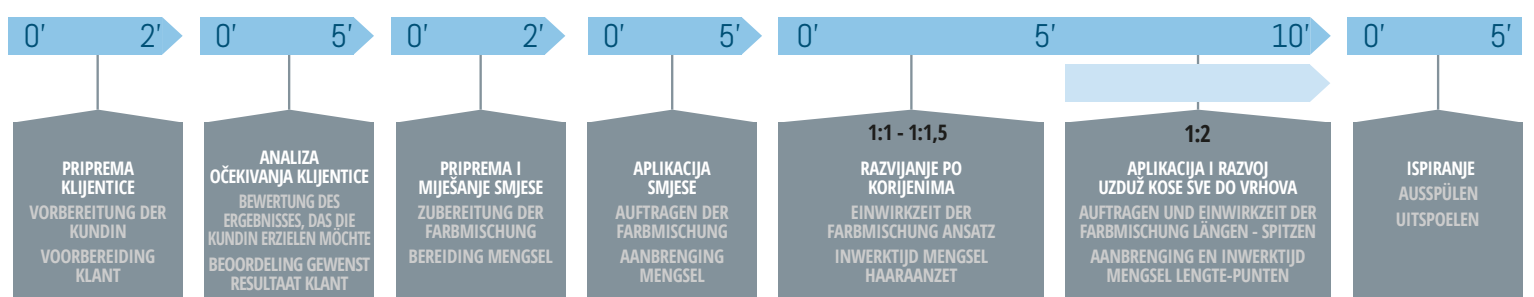 0' 2'
0' 5'
0' 2'
0' 5'
0' 5' 10'
0' 5'
PRIPREMA
KLIJENTICE
VORBEREITUNG DER
KUNDIN
VOORBEREIDING
KLANT
ANALIZA
OČEKIVANJA KLIJENTICE
BEWERTUNG DES
ERGEBNISSES, DAS DIE
KUNDIN ERZIELEN MÖCHTE
BEOORDELING GEWENST
RESULTAAT KLANT
PRIPREMA I
MIJEŠANJE SMJESE
ZUBEREITUNG DER
FARBMISCHUNG
BEREIDING MENGSEL
APLIKACIJA
SMJESE
AUFTRAGEN DER
FARBMISCHUNG
AANBRENGING
MENGSEL
1:1 - 1:1,5
RAZVIJANJE PO
KORIJENIMA
EINWIRKZEIT DER
FARBMISCHUNG ANSATZ
INWERKTIJD MENGSEL
HAARAANZET
1:2
APLIKACIJA I RAZVOJ
UZDUŽ KOSE SVE DO VRHOVA
AUFTRAGEN UND EINWIRKZEIT DER
FARBMISCHUNG LÄNGEN - SPITZEN
AANBRENGING EN INWERKTIJD
MENGSEL LENGTE-PUNTEN
ISPIRANJE
AUSSPÜLEN
UITSPOELEN